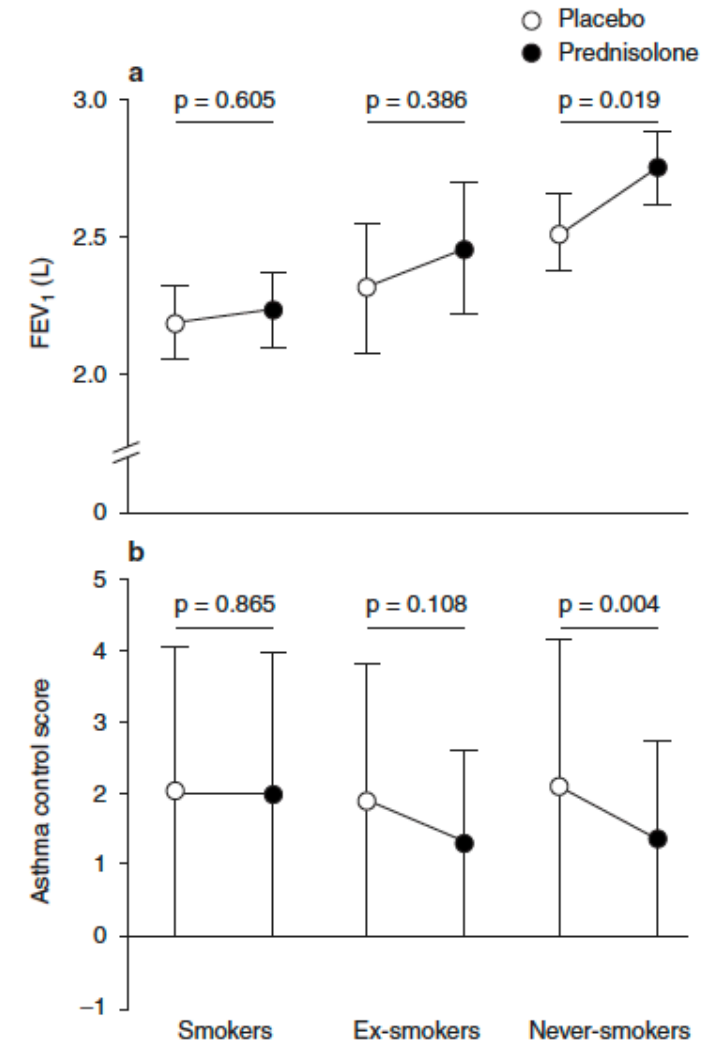 Placebo
Prednisolone
a
p = 0.605 p = 0.386 p = 0.019
3.0
2.5
2.0
0
FEV₁ (L)
b
p = 0.865 p = 0.108 p = 0.004
5
4
3
2
1
0
–1
Asthma control score
Smokers Ex-smokers Never-smokers